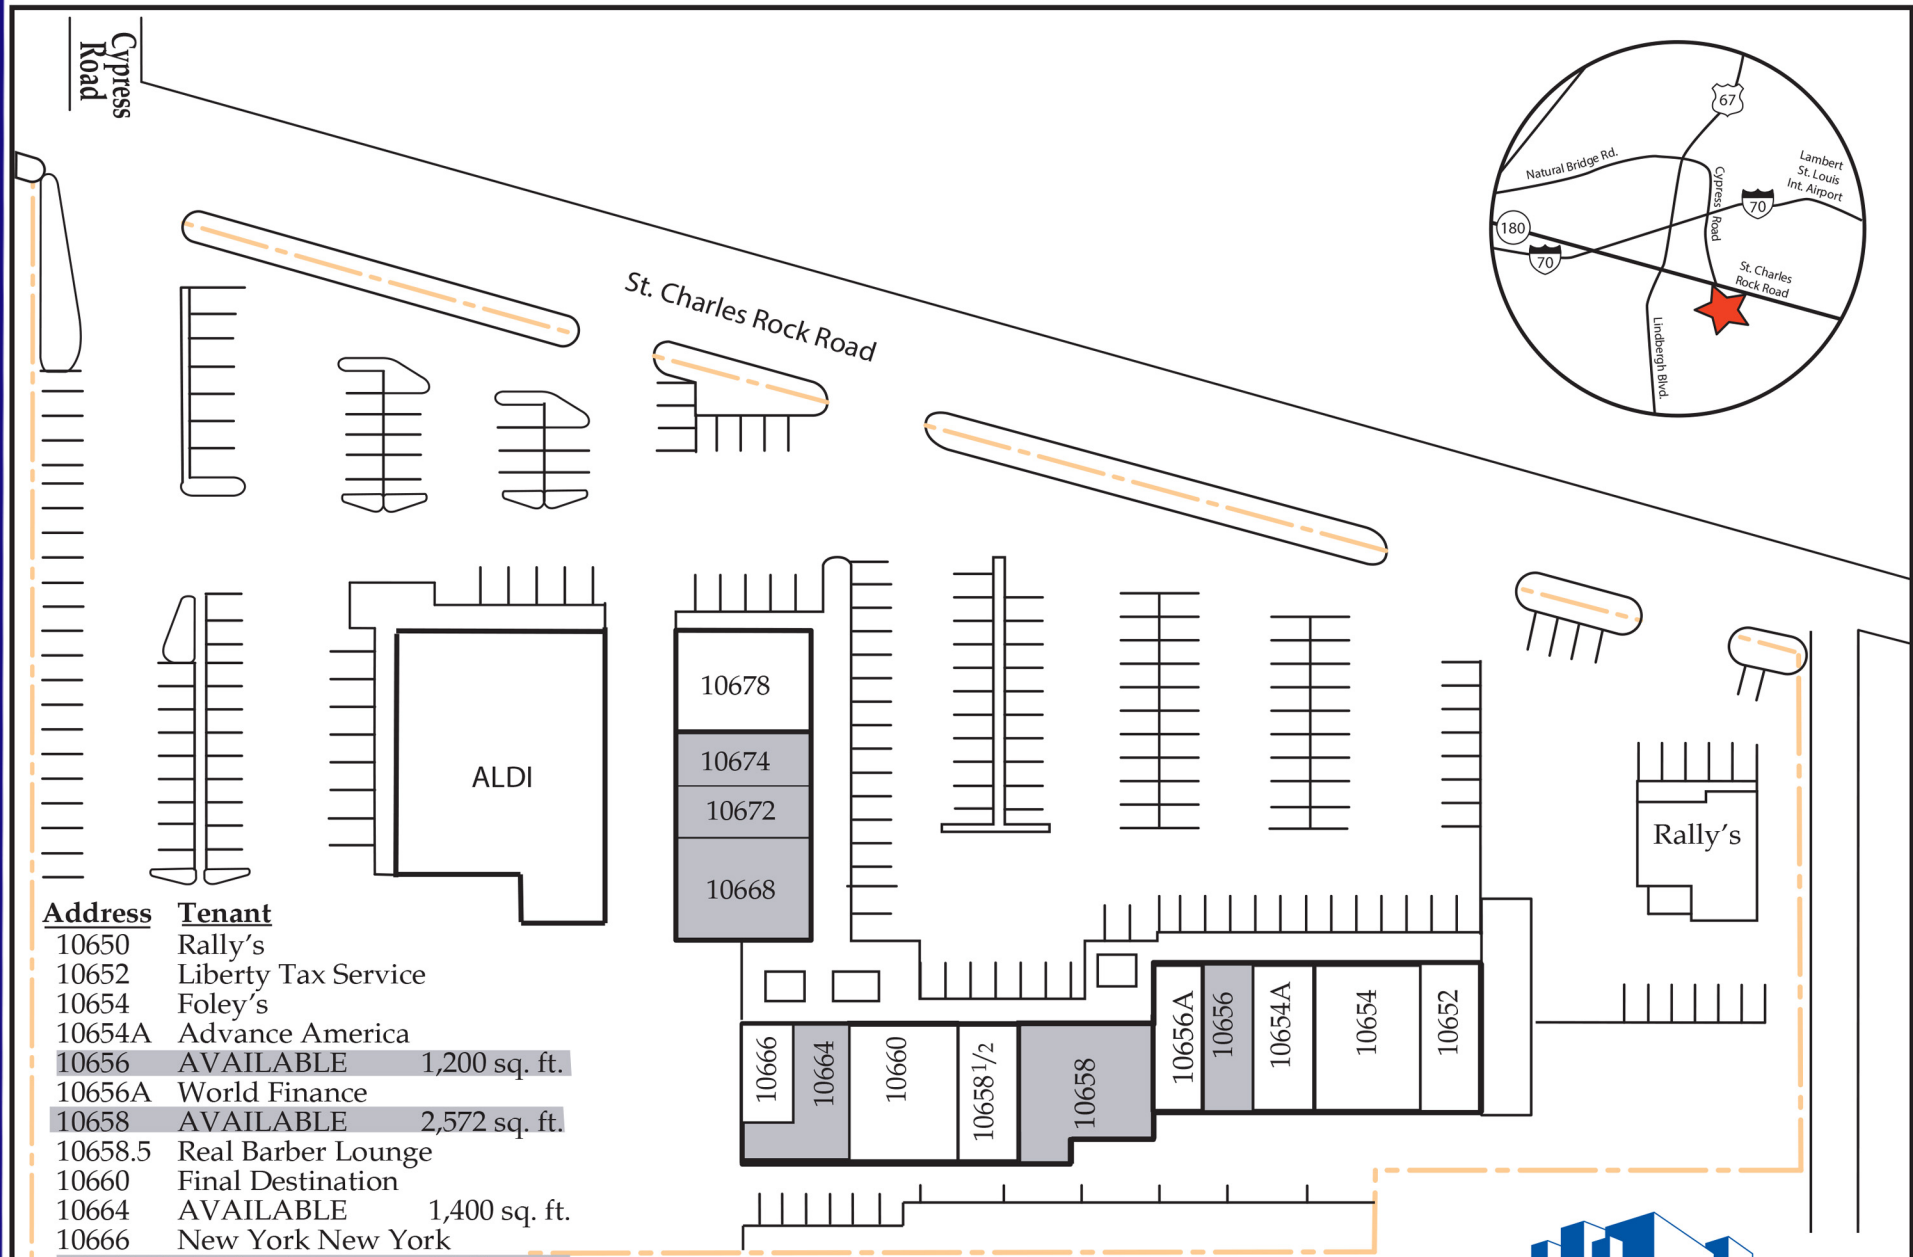 Cypress
Road
67
Natural Bridge Rd.
Lambert
St. Louis
Int. Airport
Cypress Road
70
180
70
St. Charles
Rock Road
Lindbergh Blvd.
St. Charles Rock Road
ALDI
10678
10674
10672
10668
Rally's
10666
10664
10660
10658 1/2
10658
10656A
10656
10654A
10654
10652
Address Tenant
10650 Rally's
10652 Liberty Tax Service
10654 Foley's
10654A Advance America
10656 AVAILABLE 1,200 sq. ft.
10656A World Finance
10658 AVAILABLE 2,572 sq. ft.
10658.5 Real Barber Lounge
10660 Final Destination
10664 AVAILABLE 1,400 sq. ft.
10666 New York New York